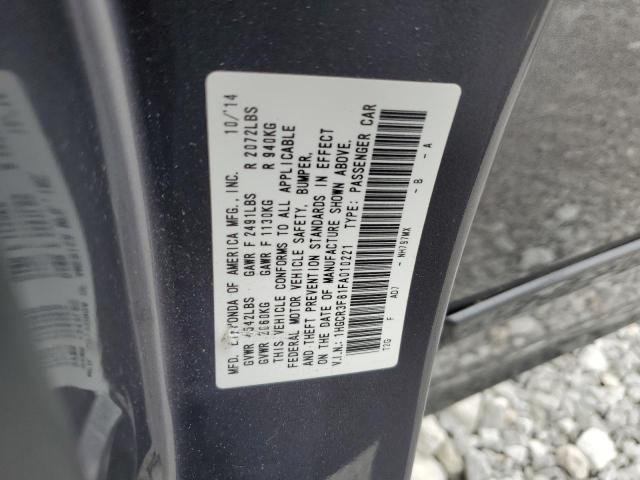 MFD. BY HONDA OF AMERICA MFG., INC. 10/'14
GVWR 4542LBS GAWR F 2491LBS R 2072LBS
GVWR 2060KG GAWR F 1130KG R 940KG
THIS VEHICLE CONFORMS TO ALL APPLICABLE
FEDERAL MOTOR VEHICLE SAFETY, BUMPER,
AND THEFT PREVENTION STANDARDS IN EFFECT
ON THE DATE OF MANUFACTURE SHOWN ABOVE.
V.I.N.: 1HGCR3F81FA010221 TYPE: PASSENGER CAR
T2G F AD7 - NH797MX - B - A